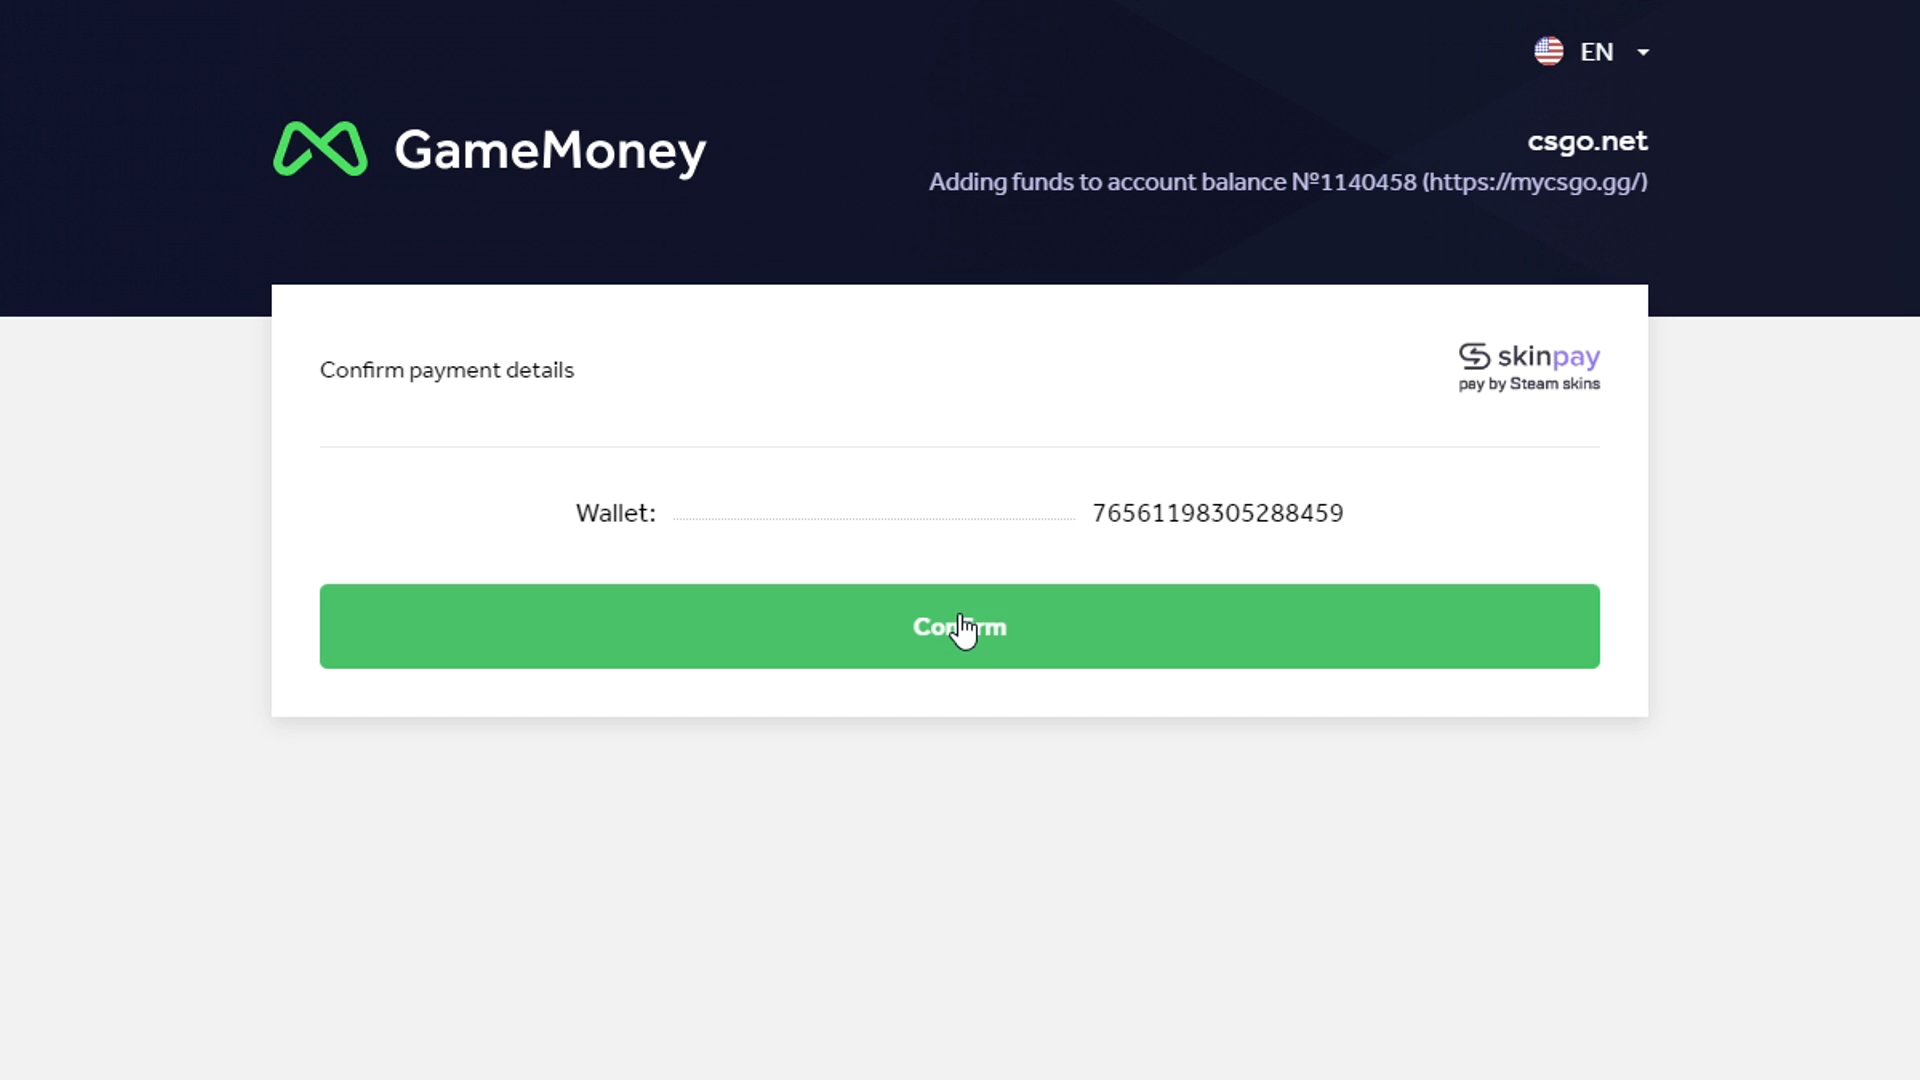 EN
GameMoney
csgo.net
Adding funds to account balance №1140458 (https://mycsgo.gg/)
Confirm payment details
skinpay
pay by Steam skins
Wallet: 76561198305288459
Confirm